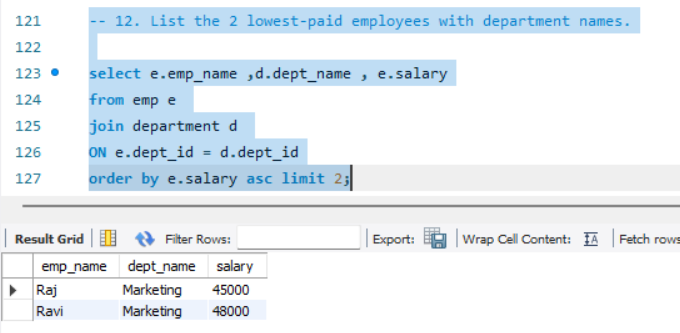 121 -- 12. List the 2 lowest-paid employees with department names.
122
123 select e.emp_name ,d.dept_name , e.salary
124 from emp e
125 join department d
126 ON e.dept_id = d.dept_id
127 order by e.salary asc limit 2;
Result Grid Filter Rows: Export: Wrap Cell Content: Fetch rows
emp_name dept_name salary
Raj Marketing 45000
Ravi Marketing 48000